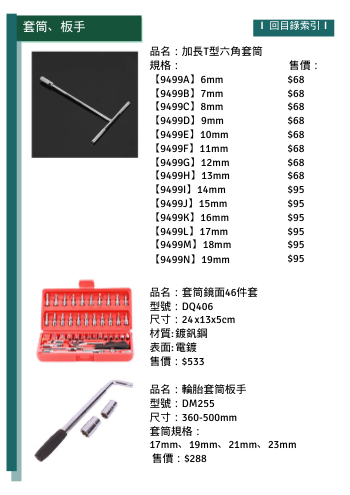 套筒、板手
I 回目錄索引 I
品名：加長T型六角套筒
規格： 售價：
【9499A】6mm $68
【9499B】7mm $68
【9499C】8mm $68
【9499D】9mm $68
【9499E】10mm $68
【9499F】11mm $68
【9499G】12mm $68
【9499H】13mm $68
【9499I】14mm $95
【9499J】15mm $95
【9499K】16mm $95
【9499L】17mm $95
【9499M】18mm $95
【9499N】19mm $95
品名：套筒鏡面46件套
型號：DQ406
尺寸：24x13x5cm
材質:鍍釩鋼
表面:電鍍
售價：$533
品名：輪胎套筒板手
型號：DM255
尺寸：360-500mm
套筒規格：
17mm、19mm、21mm、23mm
售價：$288